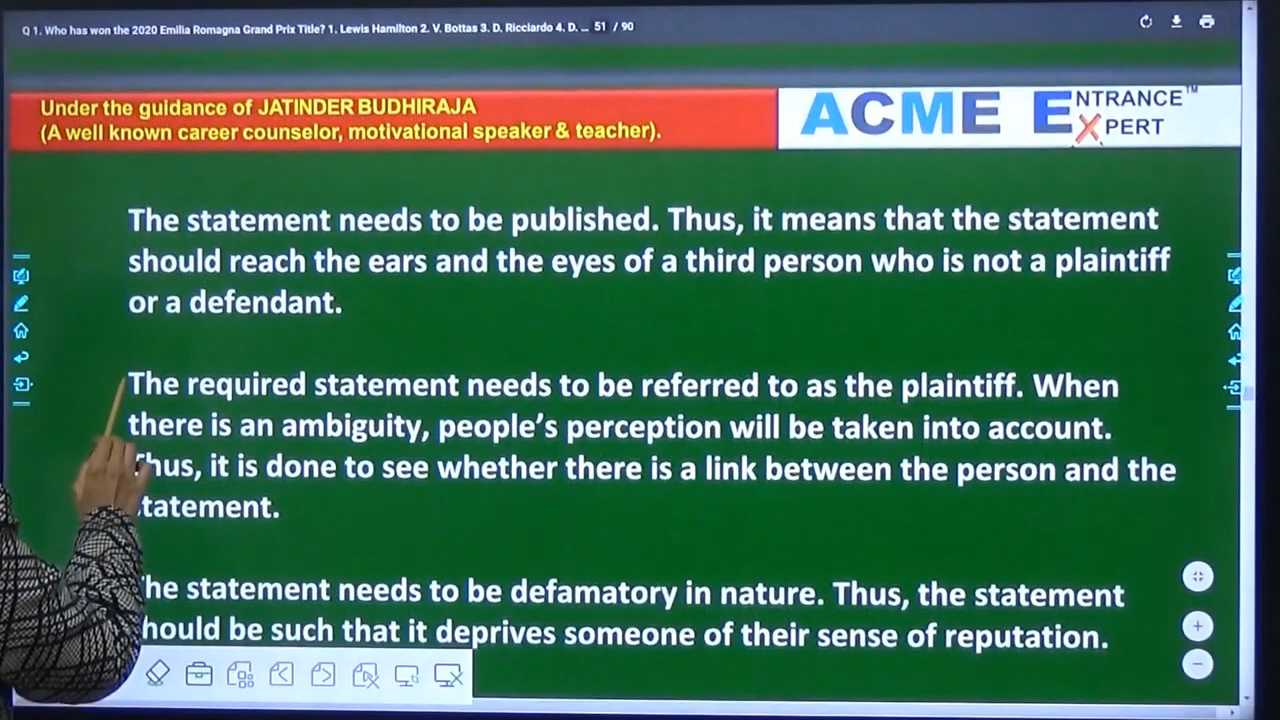 Q 1. Who has won the 2020 Emilia Romagna Grand Prix Title? 1. Lewis Hamilton 2. V. Bottas 3. D. Ricciardo 4. D. ... 51 / 90
Under the guidance of JATINDER BUDHIRAJA
(A well known career counselor, motivational speaker & teacher).
ACME ENTRANCE™
EXPERT
The statement needs to be published. Thus, it means that the statement
should reach the ears and the eyes of a third person who is not a plaintiff
or a defendant.
The required statement needs to be referred to as the plaintiff. When
there is an ambiguity, people's perception will be taken into account.
Thus, it is done to see whether there is a link between the person and the
statement.
The statement needs to be defamatory in nature. Thus, the statement
should be such that it deprives someone of their sense of reputation.